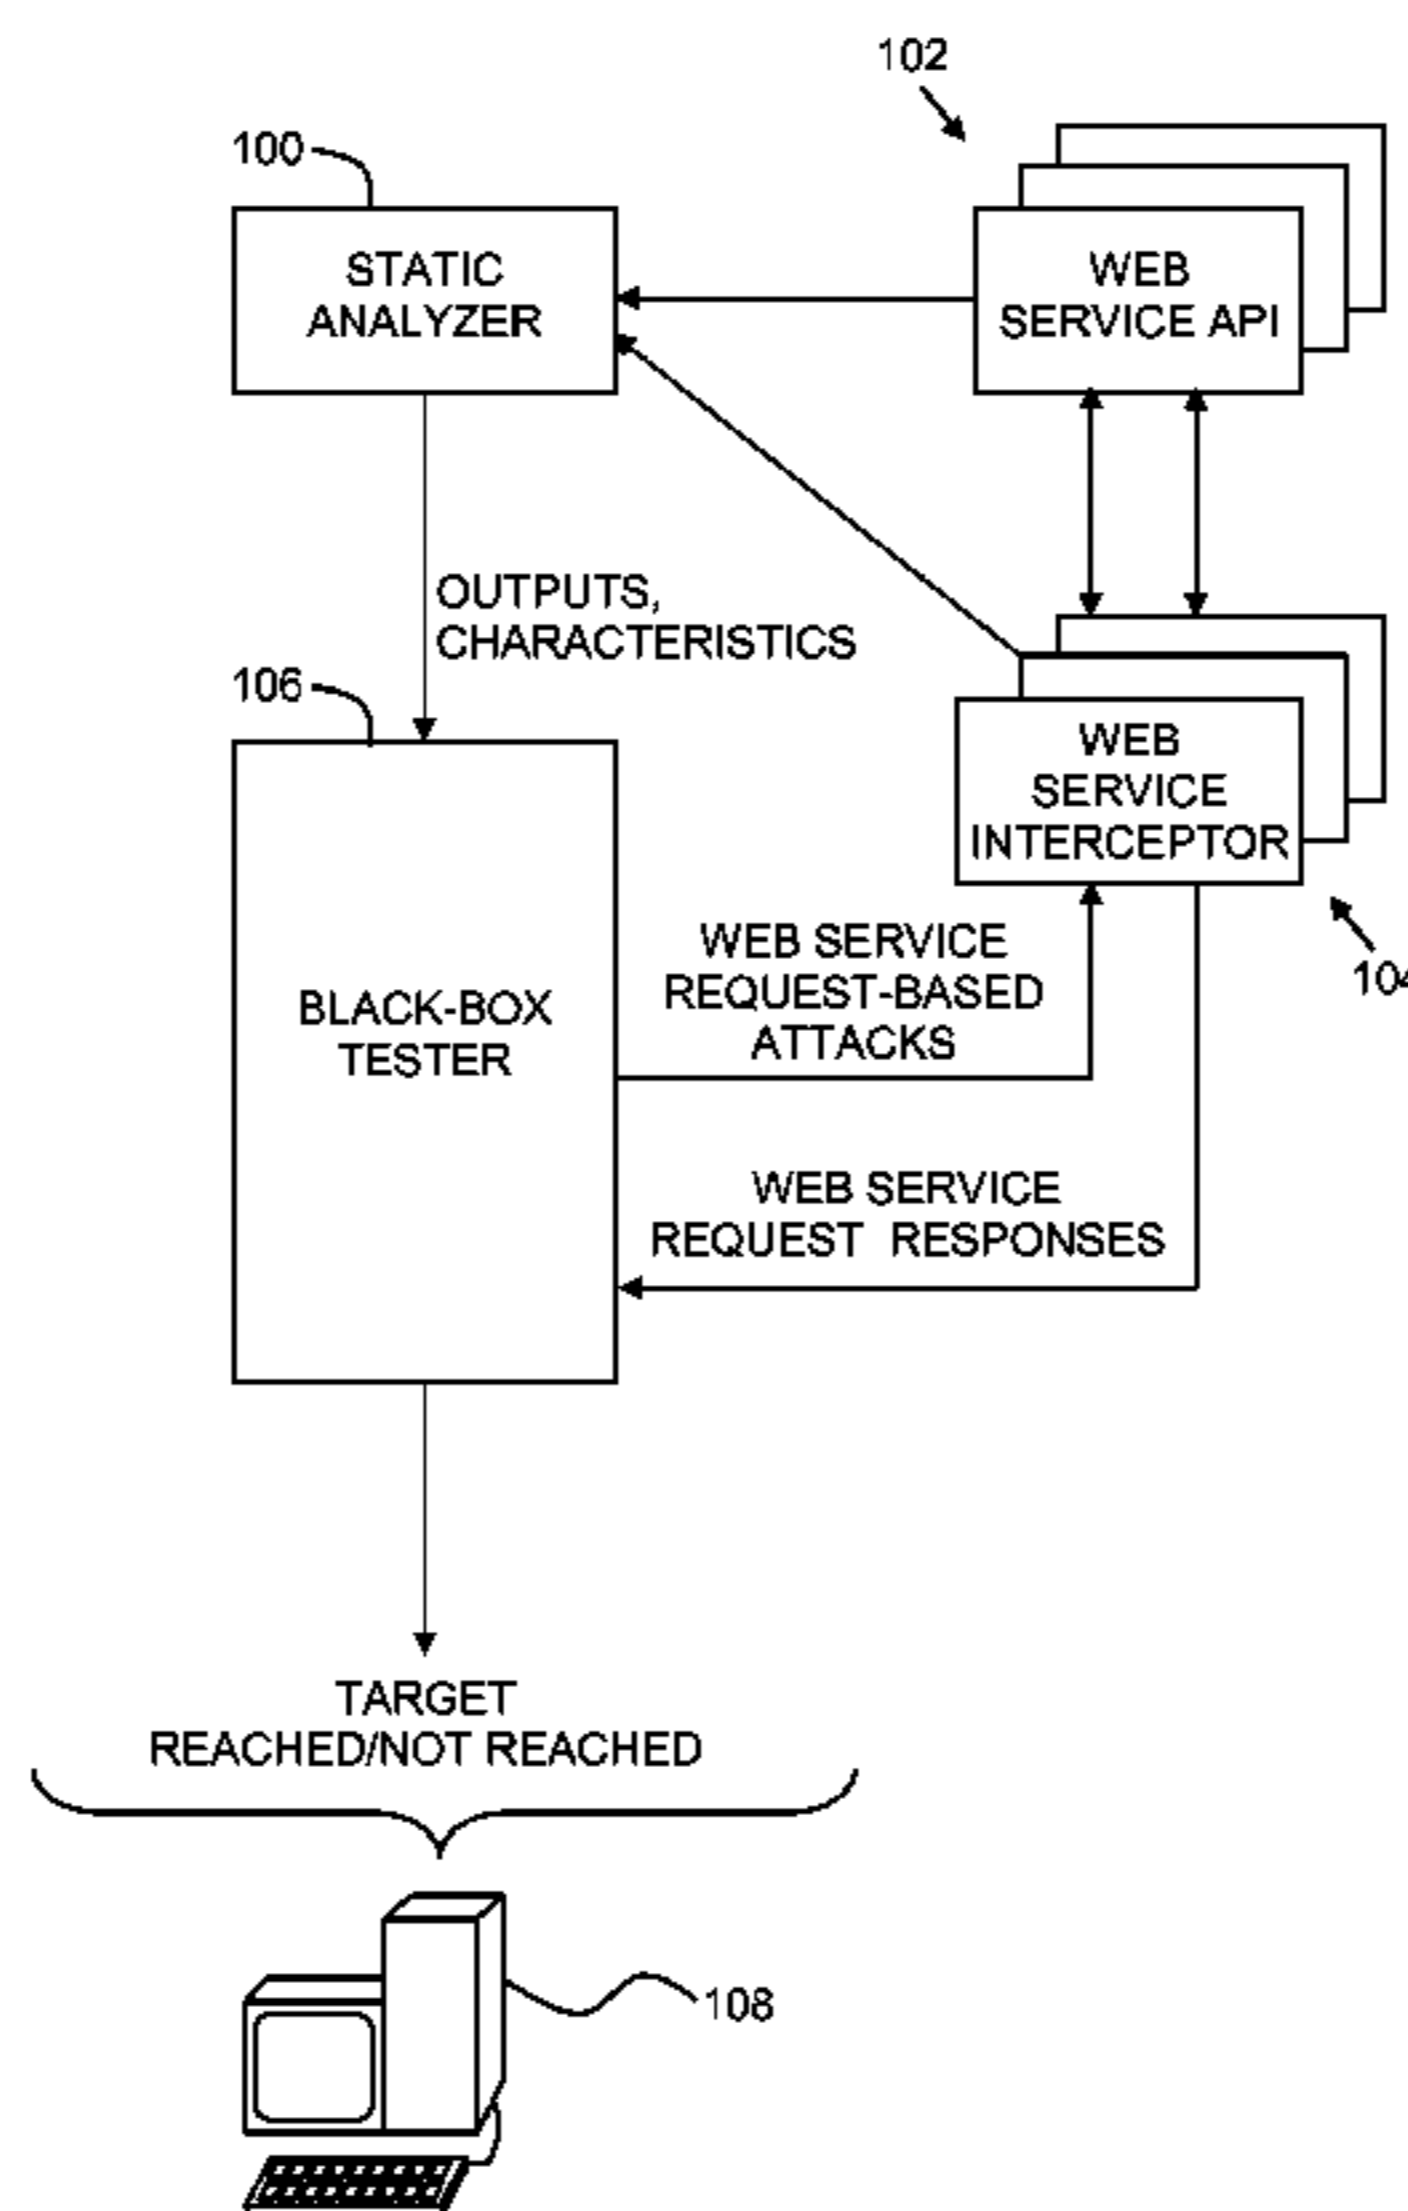 102
100
STATIC
ANALYZER
WEB
SERVICE API
OUTPUTS,
CHARACTERISTICS
106
WEB
SERVICE
INTERCEPTOR
104
WEB SERVICE
REQUEST-BASED
ATTACKS
BLACK-BOX
TESTER
WEB SERVICE
REQUEST RESPONSES
TARGET
REACHED/NOT REACHED
108